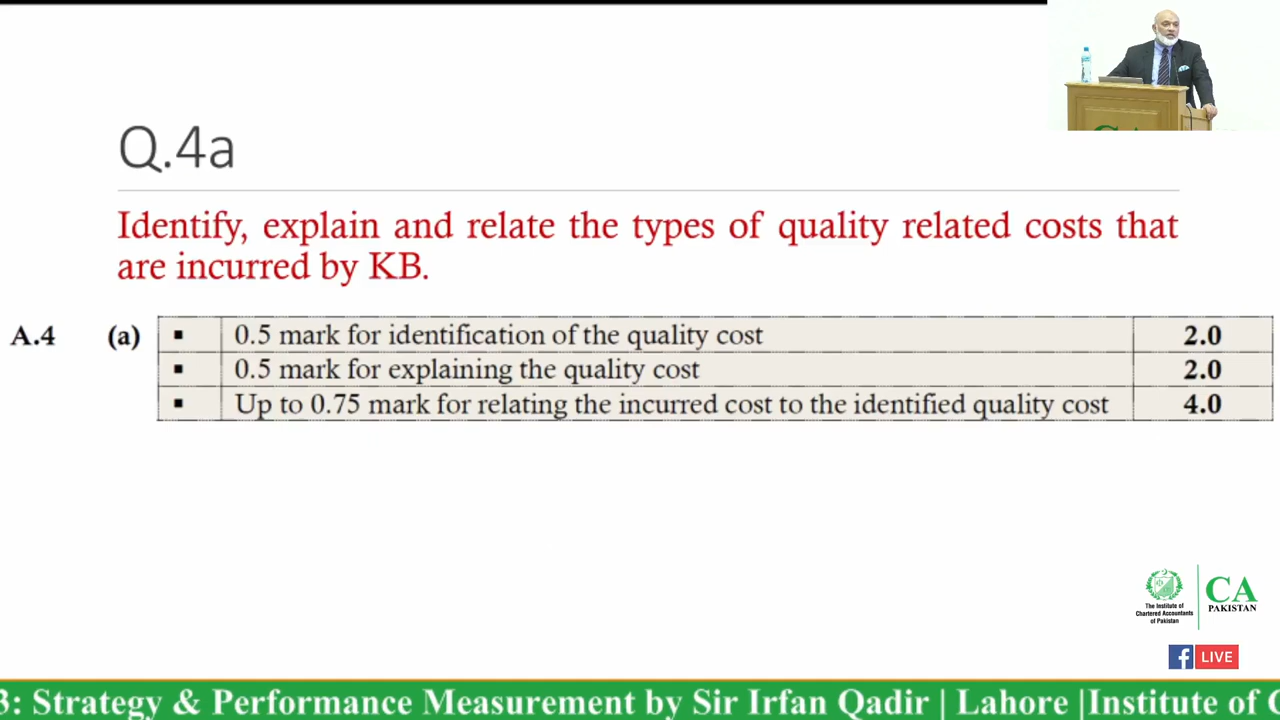 Q.4a
Identify, explain and relate the types of quality related costs that
are incurred by KB.
A.4 (a) ▪ 0.5 mark for identification of the quality cost 2.0
▪ 0.5 mark for explaining the quality cost 2.0
▪ Up to 0.75 mark for relating the incurred cost to the identified quality cost 4.0
The Institute of
Chartered Accountants
of Pakistan
CA
PAKISTAN
f LIVE
3: Strategy & Performance Measurement by Sir Irfan Qadir | Lahore |Institute of C